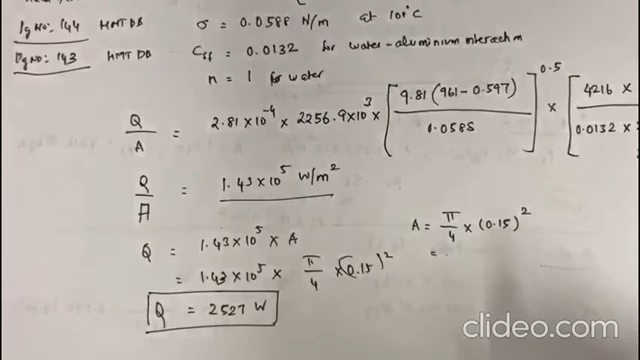 Pg No: 144 HMT DB σ = 0.0588 N/m at 100°C
Pg No: 143 HMT DB Csf = 0.0132 for water-aluminium interactn
n = 1 for water
Q/A = 2.81 × 10⁻⁴ × 2256.9×10³ × [9.81 (961 - 0.597) / 0.0588]^0.5 × [4216 × / 0.0132 ×
Q/A = 1.43×10⁵ W/m²
Q = 1.43×10⁵ × A A = π/4 × (0.15)²
= 1.43×10⁵ × π/4 × (0.15)² =
Q = 2527 W
clideo.com